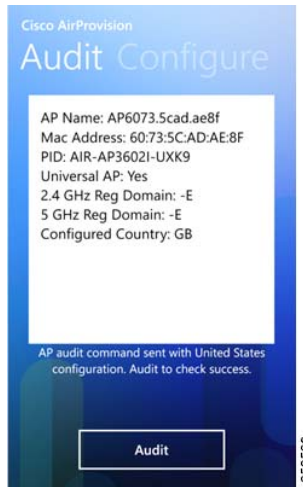 Cisco AirProvision
Audit Configure
AP Name: AP6073.5cad.ae8f
Mac Address: 60:73:5C:AD:AE:8F
PID: AIR-AP3602I-UXK9
Universal AP: Yes
2.4 GHz Reg Domain: -E
5 GHz Reg Domain: -E
Configured Country: GB
AP audit command sent with United States
configuration. Audit to check success.
Audit